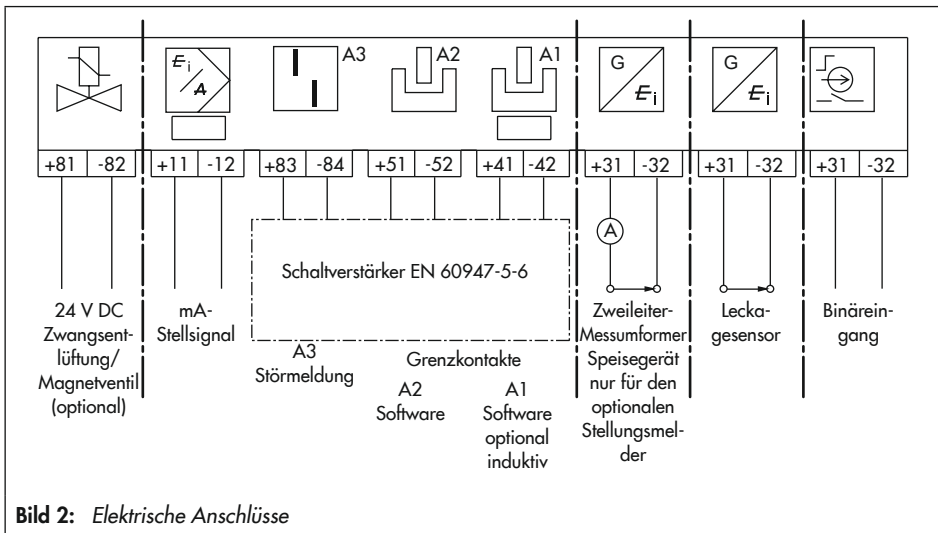 E i / A
A3
A2
A1
G
E i
G
E i
+81 -82 +11 -12 +83 -84 +51 -52 +41 -42 +31 -32 +31 -32 +31 -32
A
Schaltverstärker EN 60947-5-6
24 V DC
Zwangsent-
lüftung/
Magnetventil
(optional)
mA-
Stellsignal
A3
Störmeldung
Grenzkontakte
A2
Software
A1
Software
optional
induktiv
Zweileiter-
Messumformer
Speisegerät
nur für den
optionalen
Stellungsmel-
der
Lecka-
gesensor
Binärein-
gang
Bild 2: Elektrische Anschlüsse